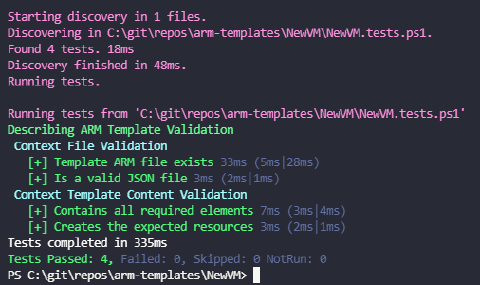 Starting discovery in 1 files.
Discovering in C:\git\repos\arm-templates\NewVM\NewVM.tests.ps1.
Found 4 tests. 18ms
Discovery finished in 48ms.
Running tests.
Running tests from 'C:\git\repos\arm-templates\NewVM\NewVM.tests.ps1'
Describing ARM Template Validation
Context File Validation
[+] Template ARM file exists 33ms (5ms|28ms)
[+] Is a valid JSON file 3ms (2ms|1ms)
Context Template Content Validation
[+] Contains all required elements 7ms (3ms|4ms)
[+] Creates the expected resources 3ms (2ms|1ms)
Tests completed in 335ms
Tests Passed: 4, Failed: 0, Skipped: 0 NotRun: 0
PS C:\git\repos\arm-templates\NewVM>